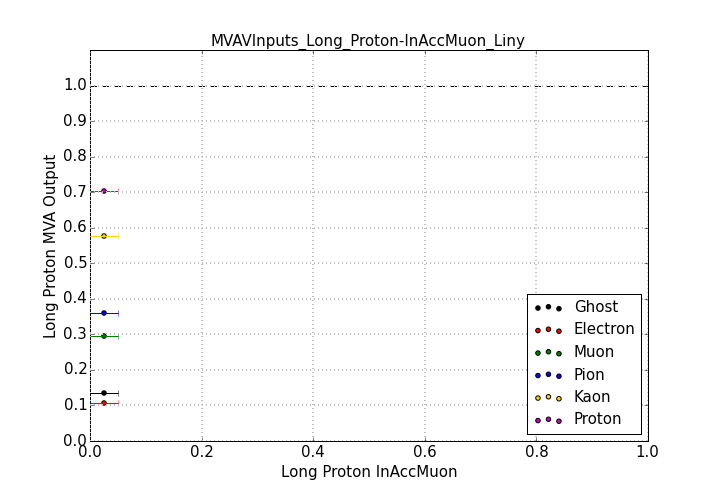 MVAVInputs_Long_Proton-InAccMuon_Liny
Long Proton MVA Output
1.0
0.9
0.8
0.7
0.6
0.5
0.4
0.3
0.2
0.1
0.0
Ghost
Electron
Muon
Pion
Kaon
Proton
0.0 0.2 0.4 0.6 0.8 1.0
Long Proton InAccMuon